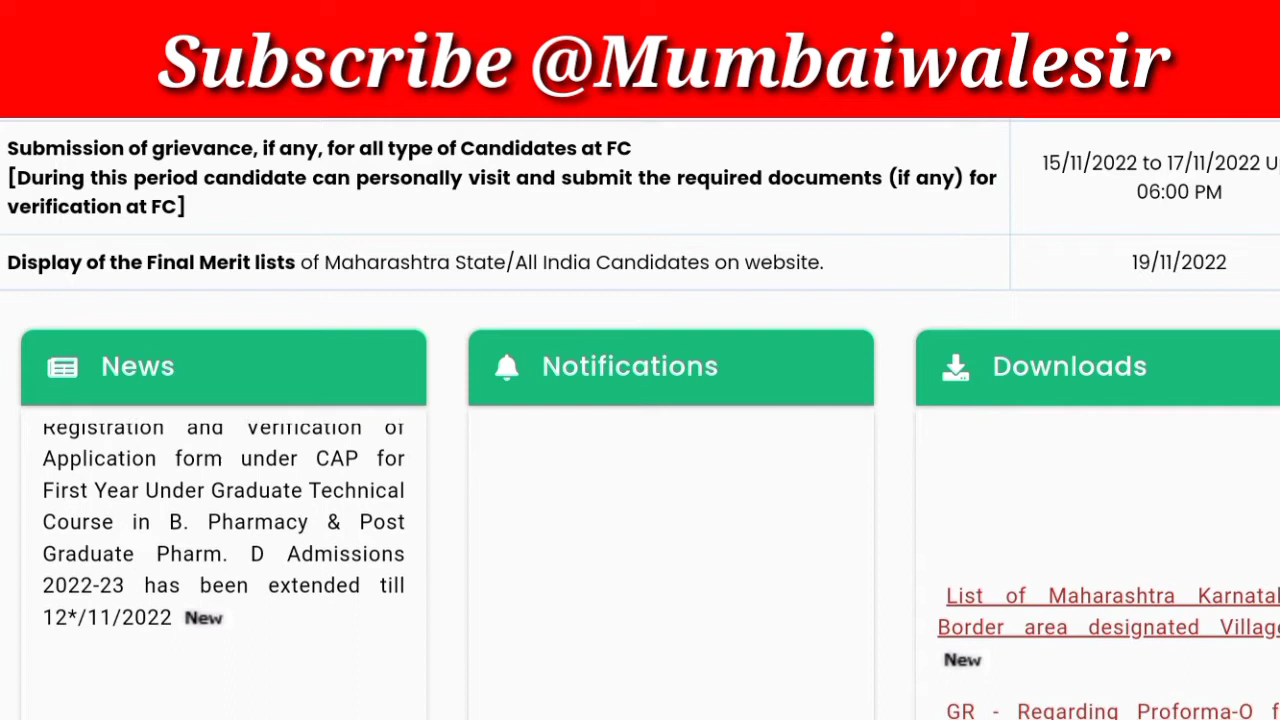 Subscribe @Mumbaiwalesir
Submission of grievance, if any, for all type of Candidates at FC
[During this period candidate can personally visit and submit the required documents (if any) for
verification at FC]
15/11/2022 to 17/11/2022
06:00 PM
Display of the Final Merit lists of Maharashtra State/All India Candidates on website.
19/11/2022
News
Notifications
Downloads
Registration and Verification of
Application form under CAP for
First Year Under Graduate Technical
Course in B. Pharmacy & Post
Graduate Pharm. D Admissions
2022-23 has been extended till
12*/11/2022 New
List of Maharashtra
Border area designated
New
GR - Regarding Proforma-O